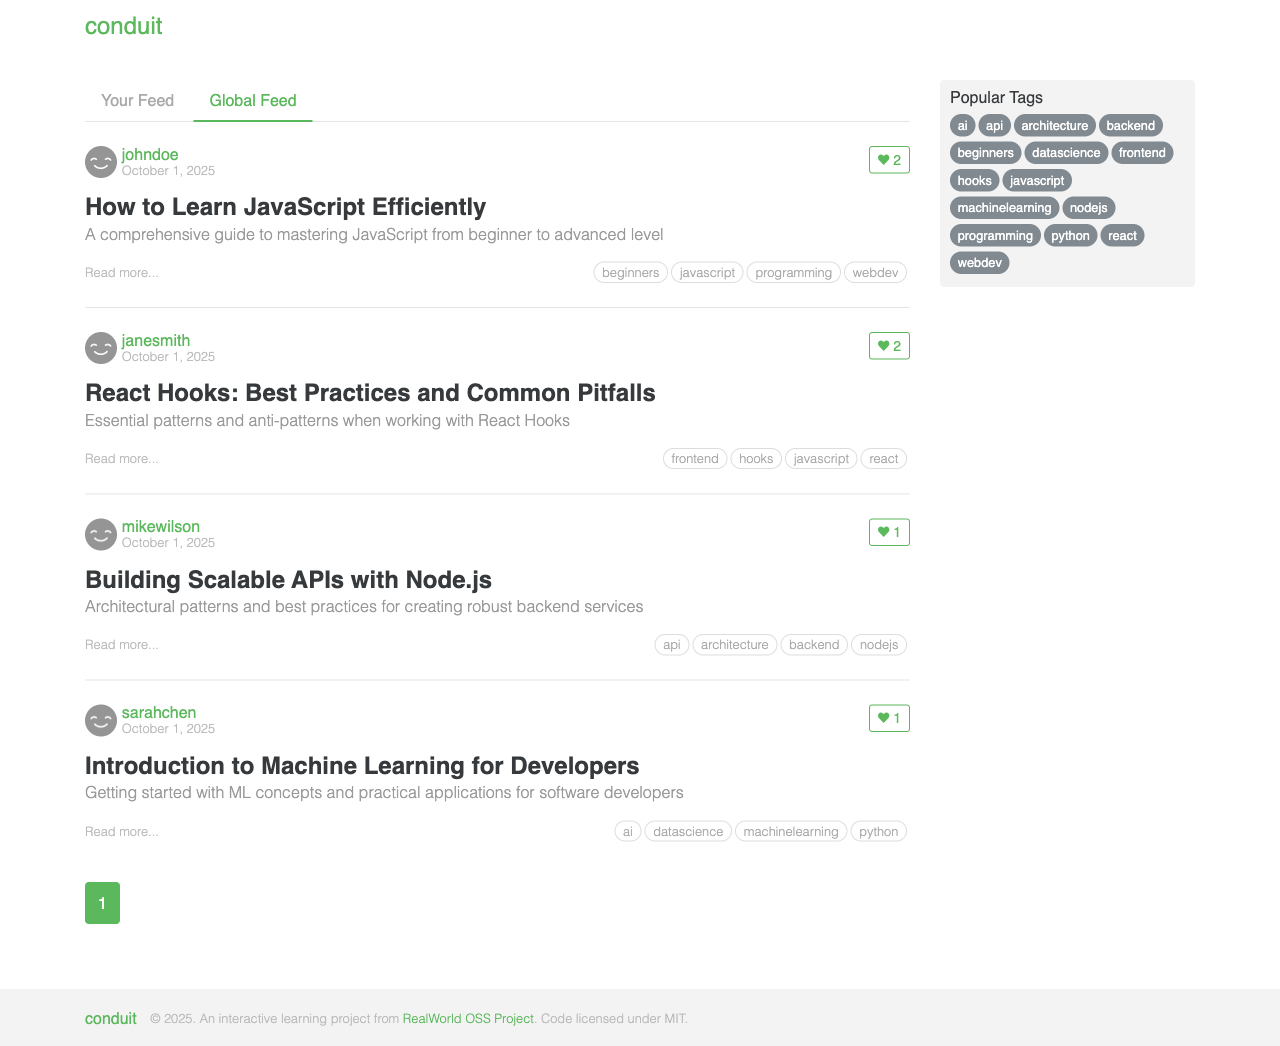 conduit
Your Feed Global Feed
johndoe
October 1, 2025
2
How to Learn JavaScript Efficiently
A comprehensive guide to mastering JavaScript from beginner to advanced level
Read more...
beginners javascript programming webdev
janesmith
October 1, 2025
2
React Hooks: Best Practices and Common Pitfalls
Essential patterns and anti-patterns when working with React Hooks
Read more...
frontend hooks javascript react
mikewilson
October 1, 2025
1
Building Scalable APIs with Node.js
Architectural patterns and best practices for creating robust backend services
Read more...
api architecture backend nodejs
sarahchen
October 1, 2025
1
Introduction to Machine Learning for Developers
Getting started with ML concepts and practical applications for software developers
Read more...
ai datascience machinelearning python
1
Popular Tags
ai api architecture backend
beginners datascience frontend
hooks javascript
machinelearning nodejs
programming python react
webdev
conduit © 2025. An interactive learning project from RealWorld OSS Project. Code licensed under MIT.